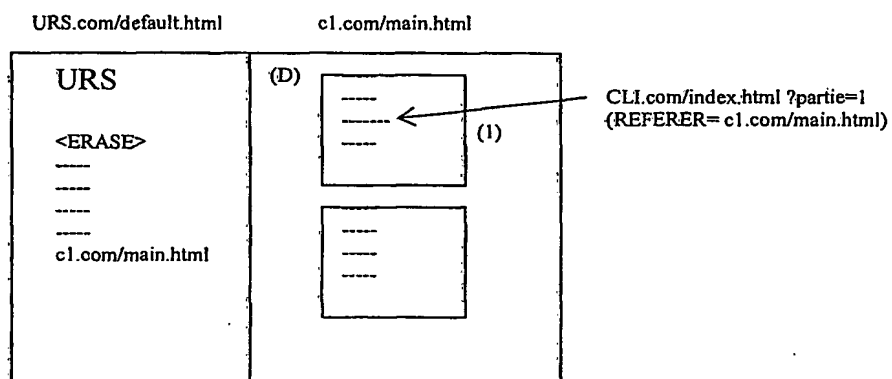 URS.com/default.html
c1.com/main.html
URS
<ERASE>
-----
-----
-----
-----
c1.com/main.html
(D)
-----
-------
-----
(1)
-----
-----
-----
CLI.com/index.html ?partie=1
(REFERER= c1.com/main.html)